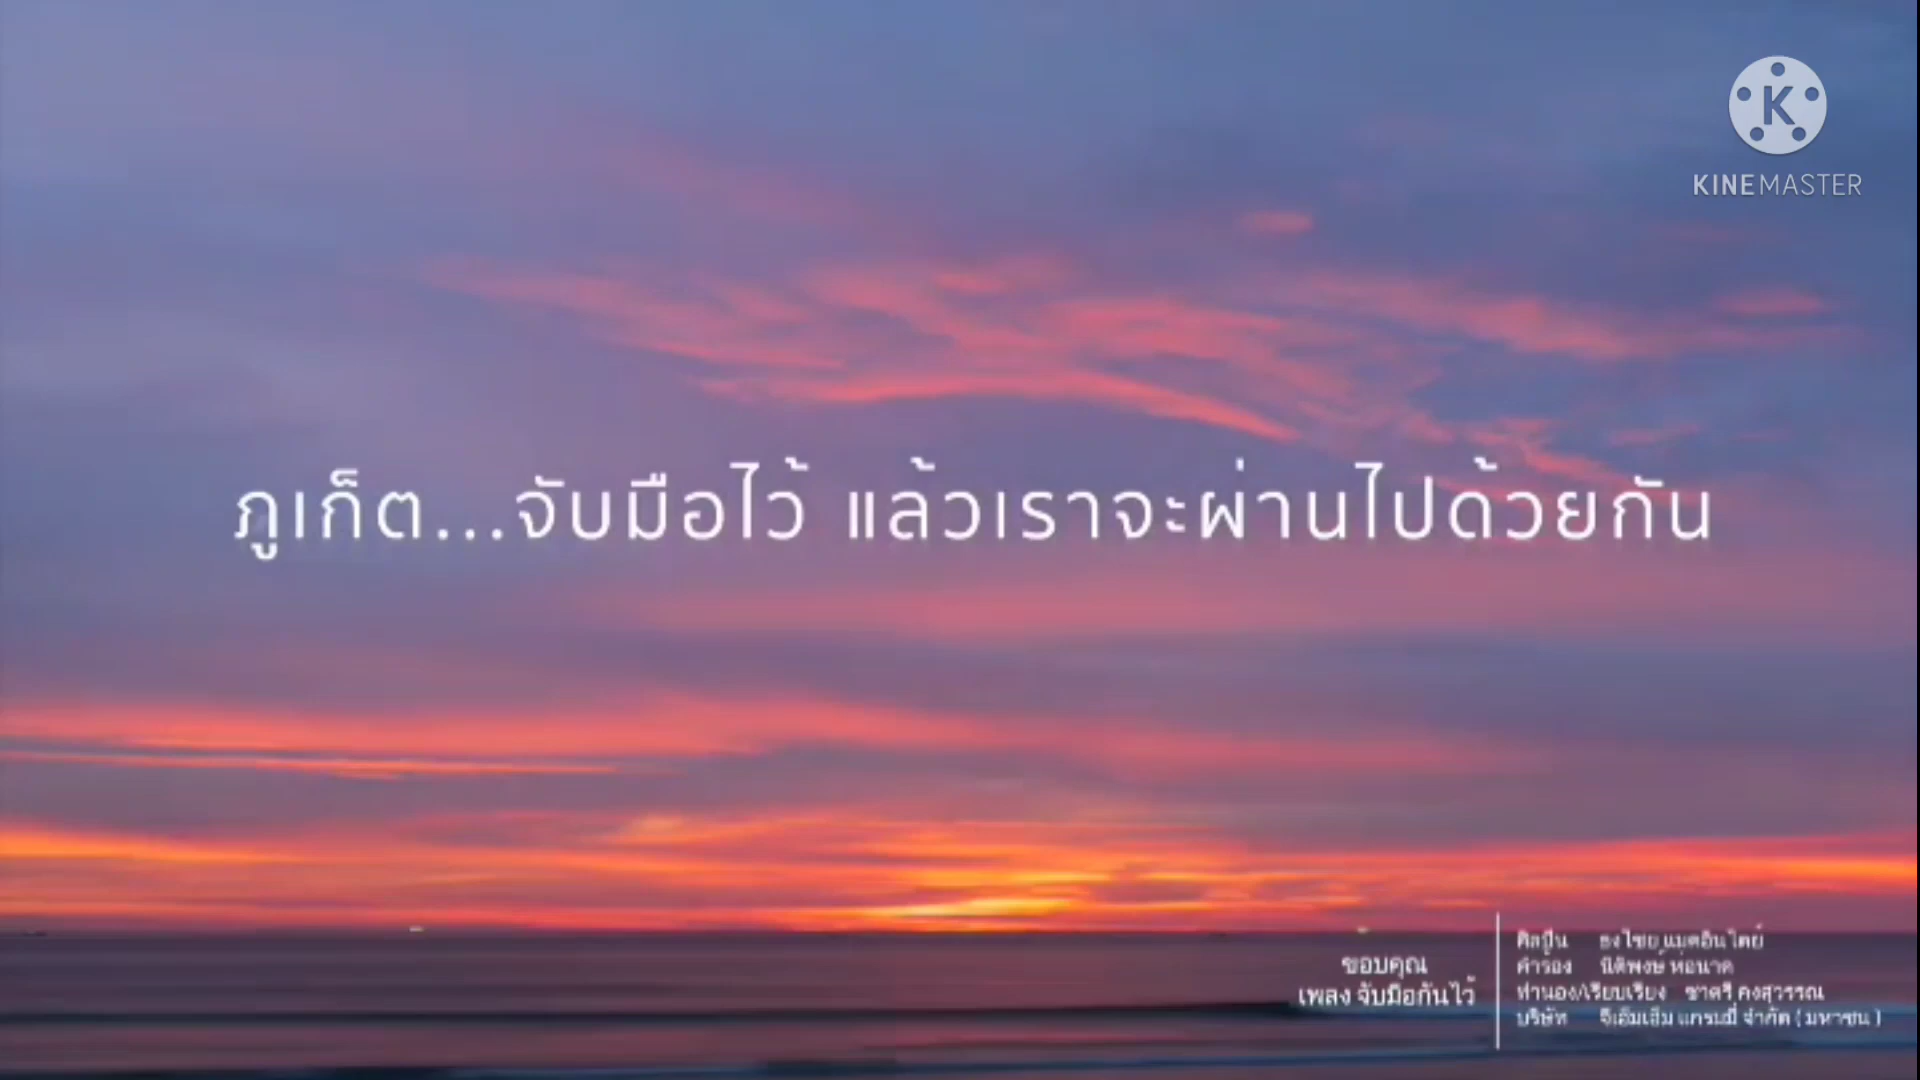 KINEMASTER
ภูเก็ต...จับมือไว้ แล้วเราจะผ่านไปด้วยกัน
ขอบคุณ
เพลง จับมือกันไว้
ศิลปิน ธงไชย แมคอินไตย์
คำร้อง นิติพงษ์ ห่อนาค
ทำนอง/เรียบเรียง ชาตรี คงสุวรรณ
บริษัท จีเอ็มเอ็ม แกรมมี่ จำกัด ( มหาชน )